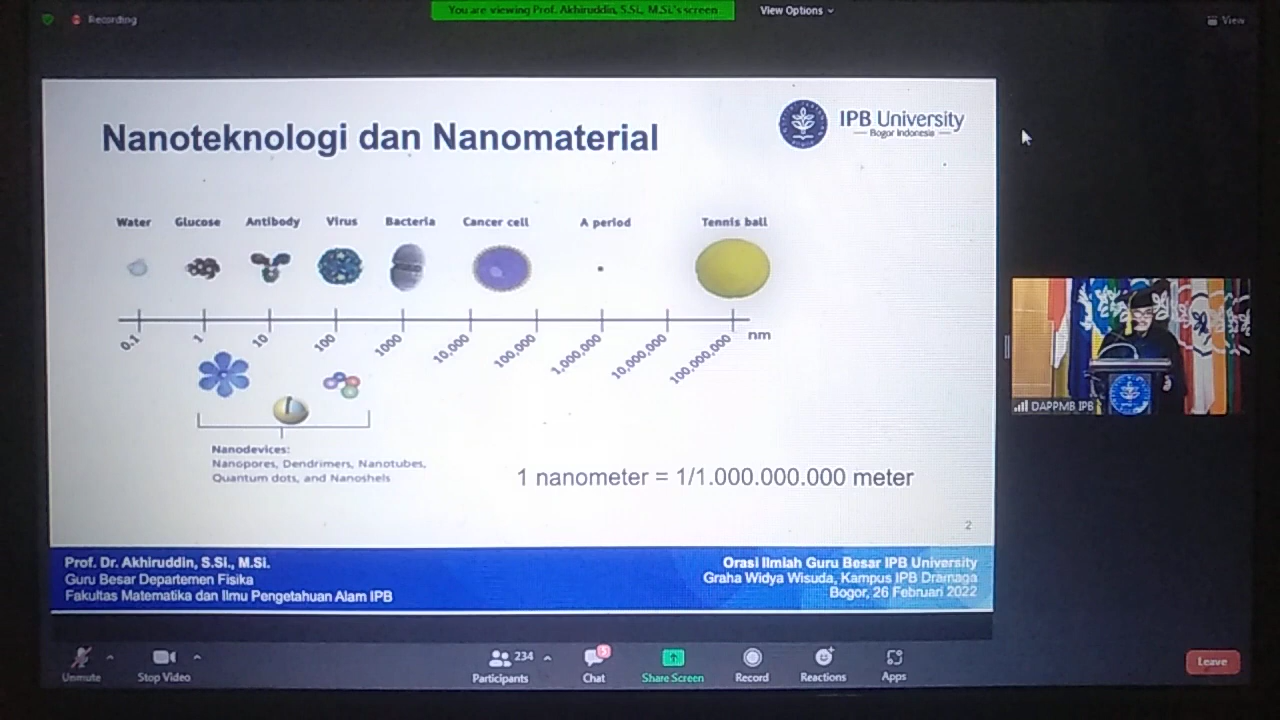 Recording
You are viewing Prof. Akhiruddin, S.Si., M.Si.'s screen
View Options
View
Nanoteknologi dan Nanomaterial
IPB University
Bogor Indonesia
Water Glucose Antibody Virus Bacteria Cancer cell A period Tennis ball
0.1 1 10 100 1000 10,000 100,000 1,000,000 10,000,000 100,000,000 nm
Nanodevices:
Nanopores, Dendrimers, Nanotubes,
Quantum dots, and Nanoshels
1 nanometer = 1/1.000.000.000 meter
2
Prof. Dr. Akhiruddin, S.Si., M.Si.
Guru Besar Departemen Fisika
Fakultas Matematika dan Ilmu Pengetahuan Alam IPB
Orasi Ilmiah Guru Besar IPB University
Graha Widya Wisuda, Kampus IPB Dramaga
Bogor, 26 Februari 2022
DAPPMB IPB
Unmute
Stop Video
234
Participants
5
Chat
Share Screen
Record
Reactions
Apps
Leave